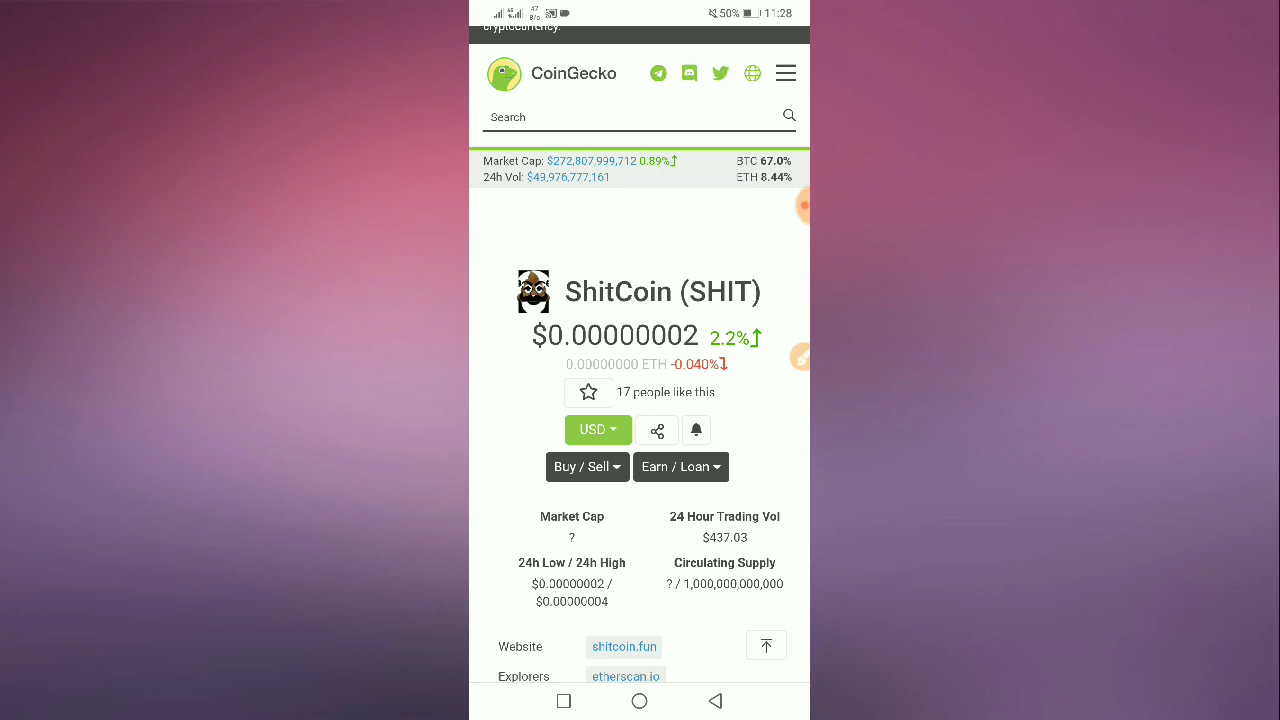 42
B/s
50%
11:28
cryptocurrency.
CoinGecko
Search
Market Cap: $272,807,999,712 0.89%
BTC 67.0%
24h Vol: $49,976,777,161
ETH 8.44%
ShitCoin (SHIT)
$0.00000002 2.2%
0.00000000 ETH -0.040%
17 people like this
USD
Buy / Sell
Earn / Loan
Market Cap
24 Hour Trading Vol
?
$437.03
24h Low / 24h High
Circulating Supply
$0.00000002 /
? / 1,000,000,000,000
$0.00000004
Website
shitcoin.fun
Explorers
etherscan.io